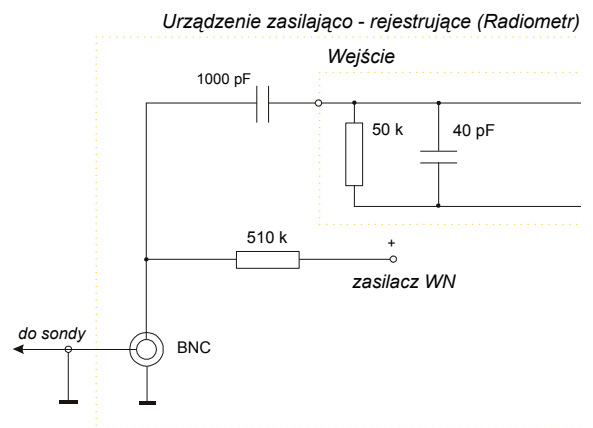 Urządzenie zasilająco - rejestrujące (Radiometr)
Wejście
1000 pF
50 k
40 pF
510 k
+
zasilacz WN
do sondy
BNC